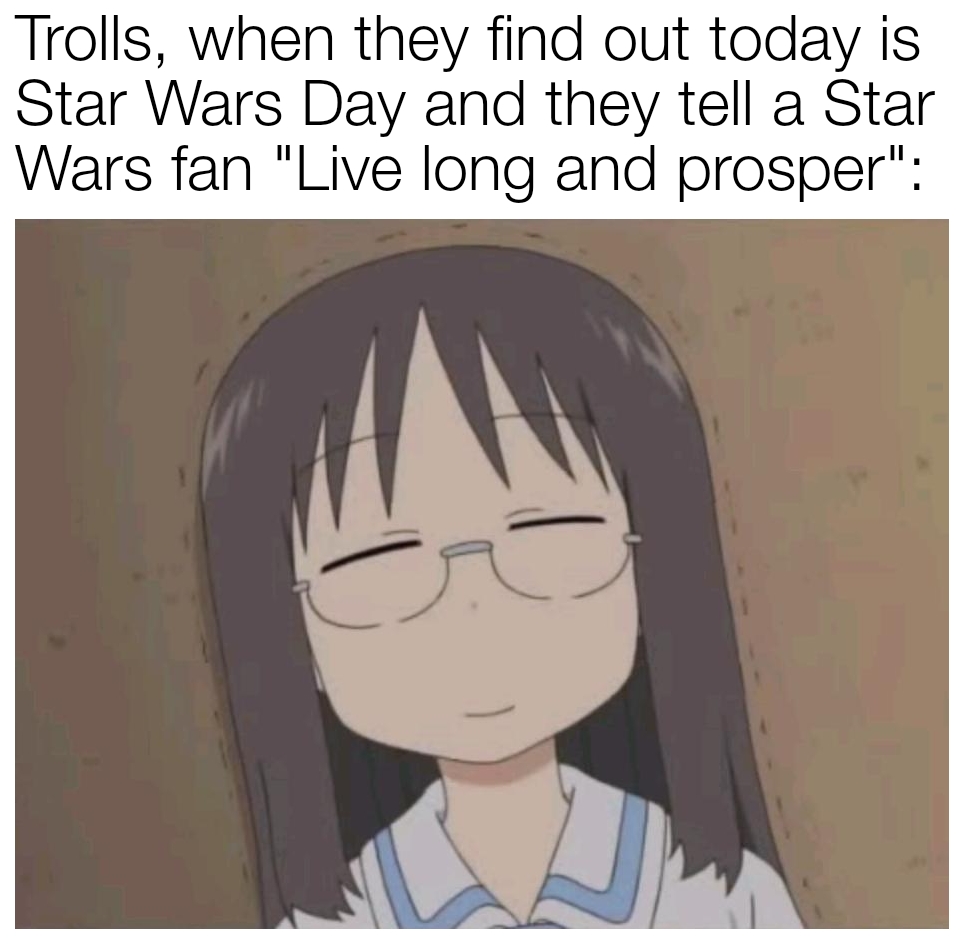 Trolls, when they find out today is
Star Wars Day and they tell a Star
Wars fan "Live long and prosper":